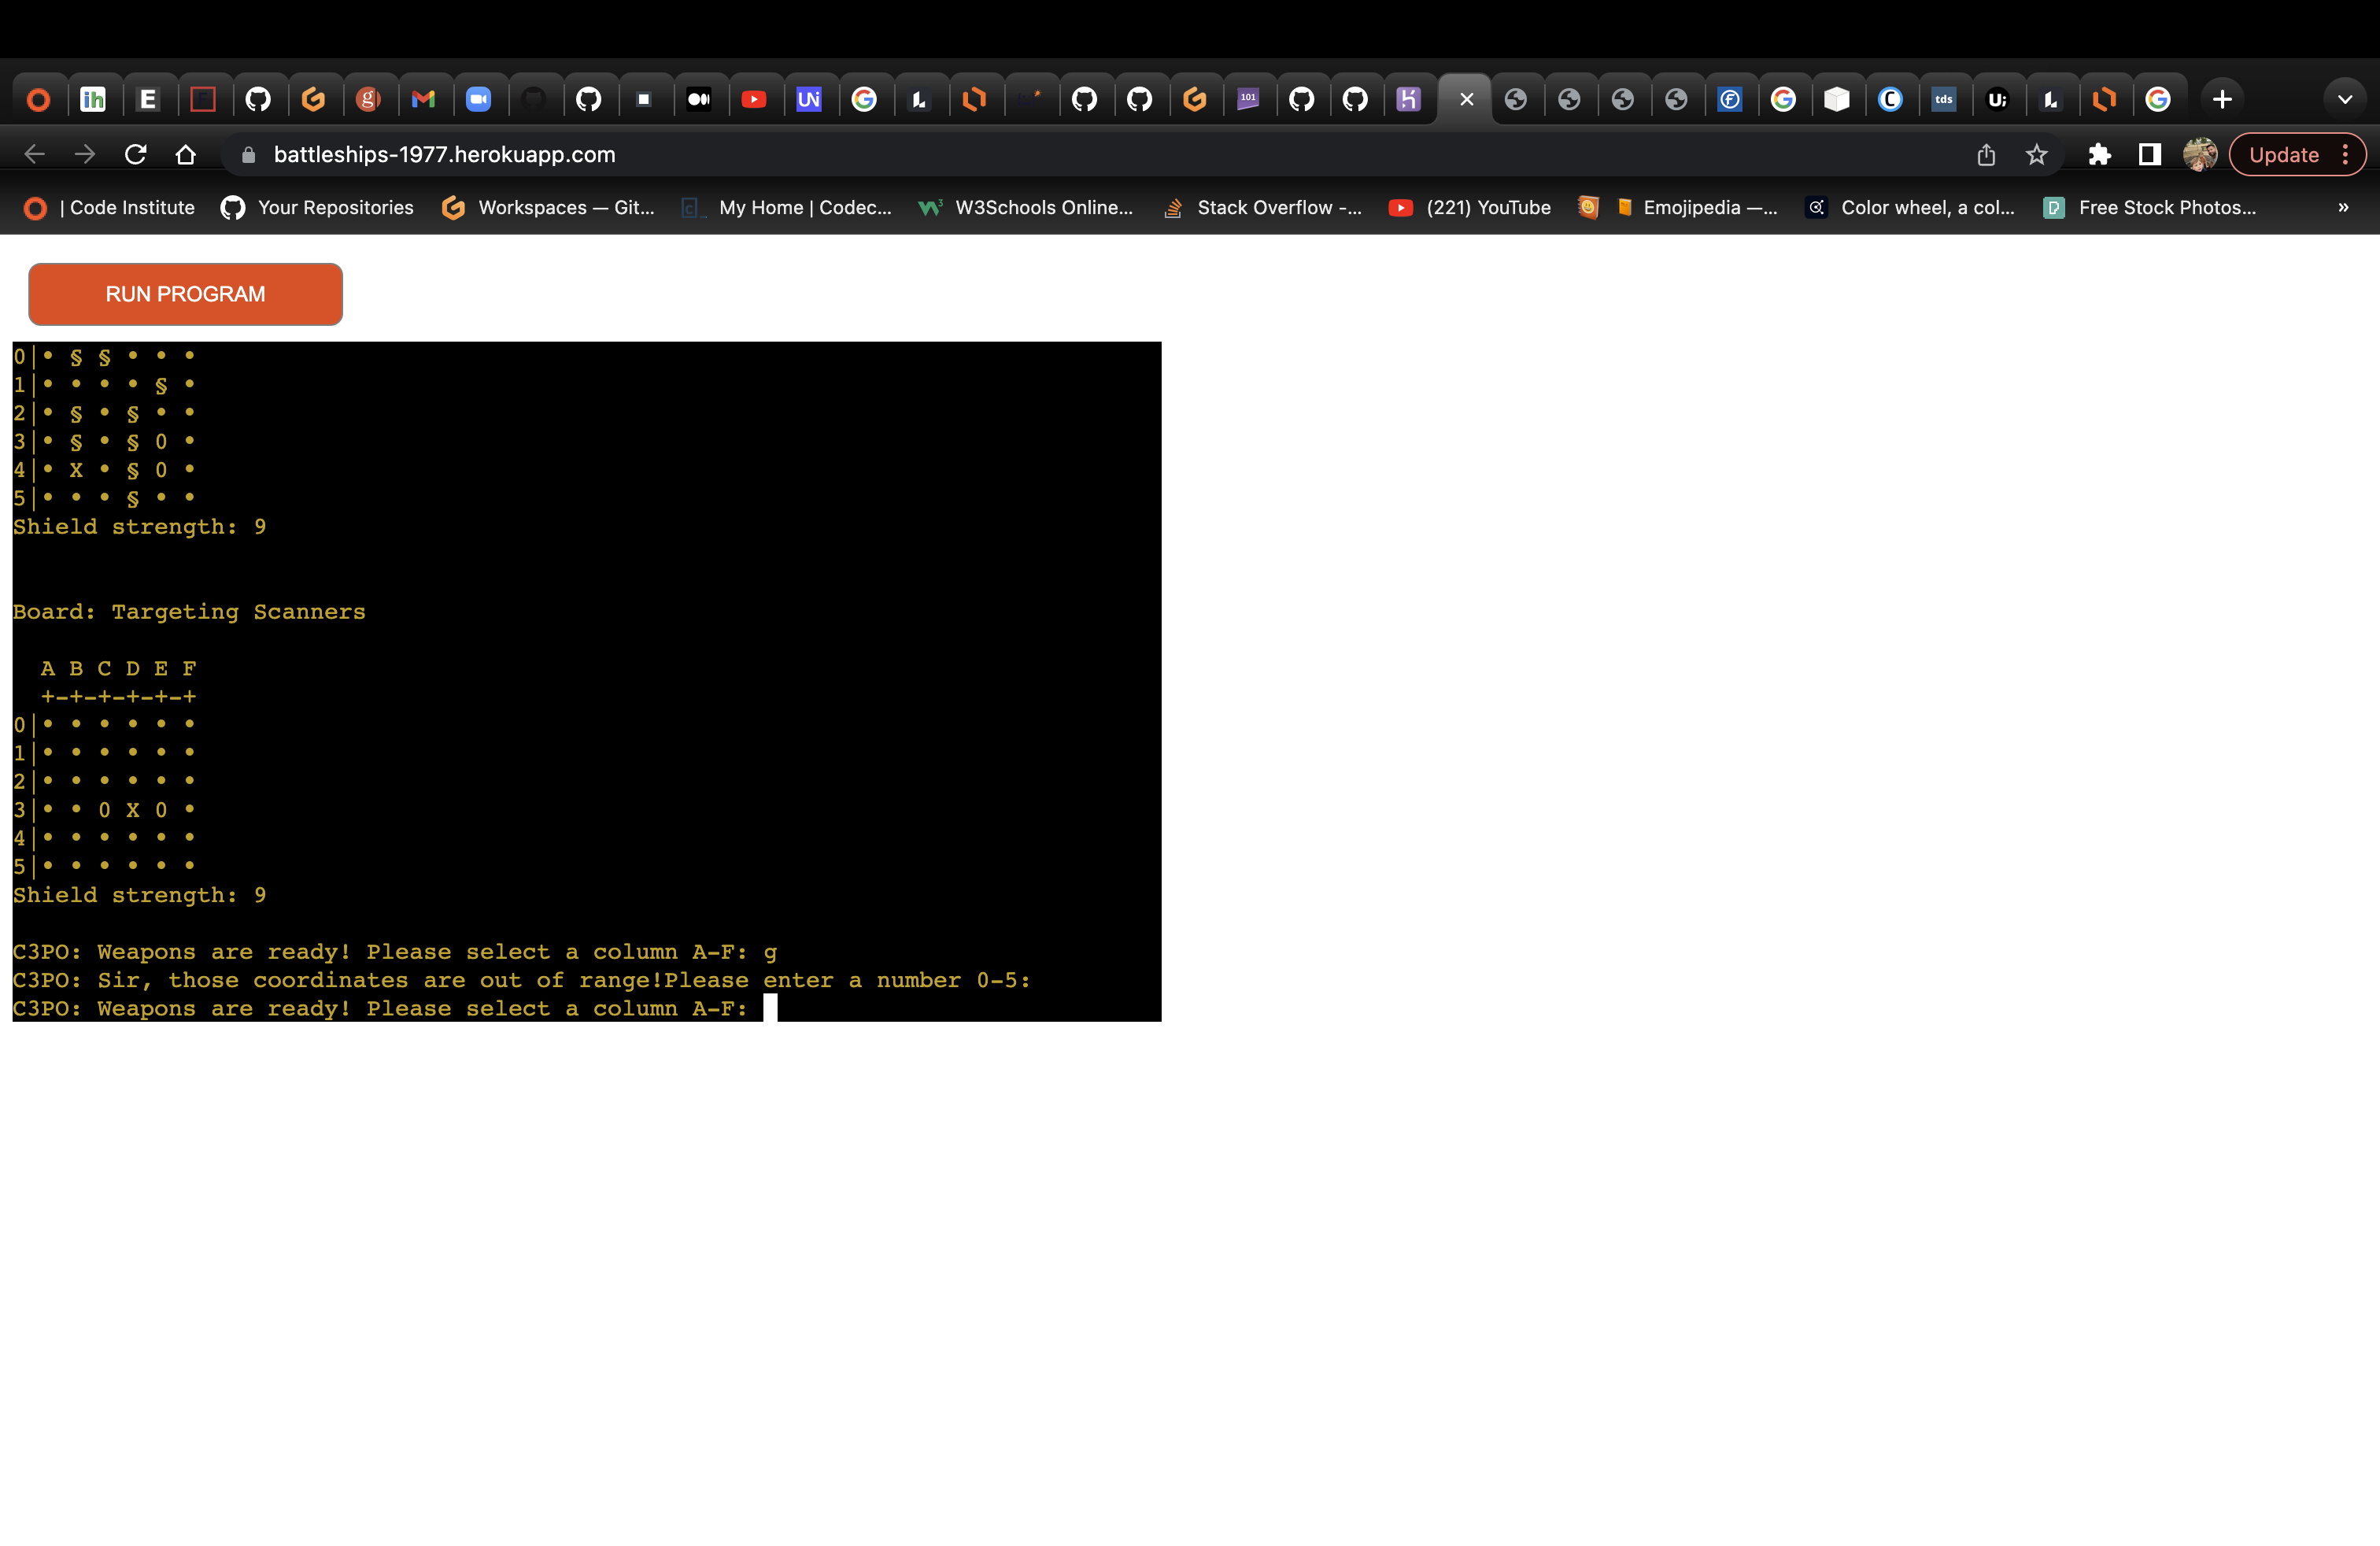 ih E g UN G 101 tds U; G
battleships-1977.herokuapp.com Update
| Code Institute Your Repositories Workspaces — Git... My Home | Codec... W3Schools Online... Stack Overflow -... (221) YouTube Emojipedia —... Color wheel, a col... Free Stock Photos... »
RUN PROGRAM
0|• § § • • •
1|• • • • § •
2|• § • § • •
3|• § • § 0 •
4|• X • § 0 •
5|• • • § • •
Shield strength: 9
Board: Targeting Scanners
A B C D E F
+-+-+-+-+-+
0|• • • • • •
1|• • • • • •
2|• • • • • •
3|• • 0 X 0 •
4|• • • • • •
5|• • • • • •
Shield strength: 9
C3PO: Weapons are ready! Please select a column A-F: g
C3PO: Sir, those coordinates are out of range!Please enter a number 0-5:
C3PO: Weapons are ready! Please select a column A-F: